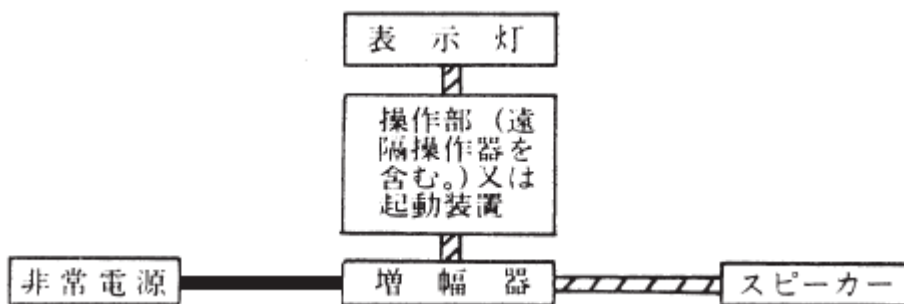 表示灯
操作部（遠
隔操作器を
含む。）又は
起動装置
非常電源
増幅器
スピーカー